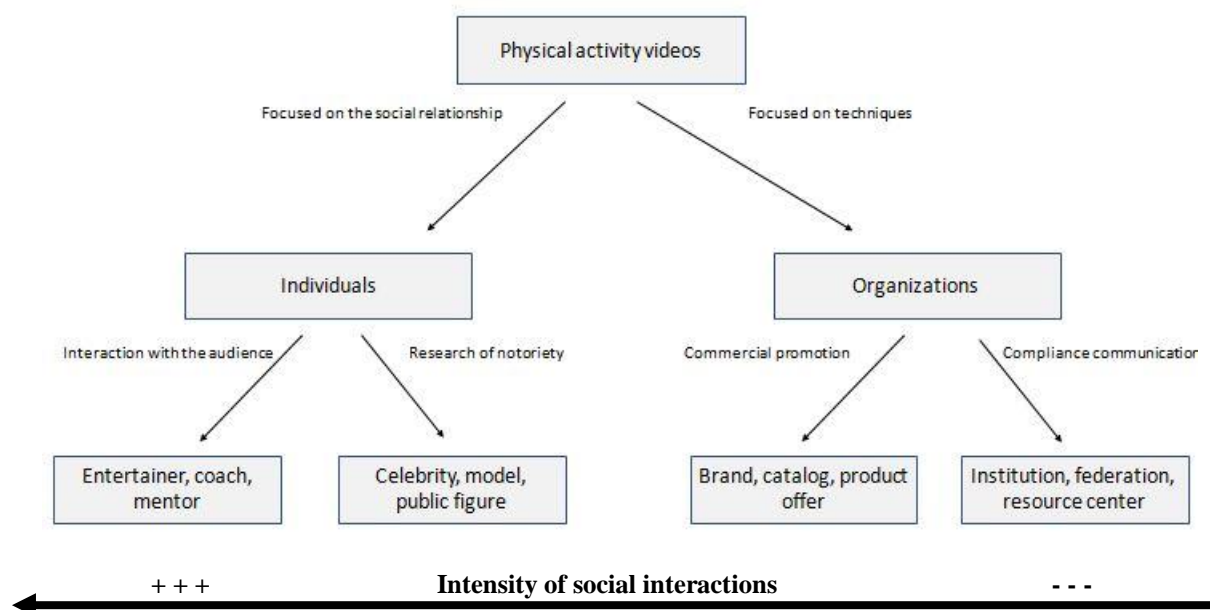 Physical activity videos
Focused on the social relationship
Focused on techniques
Individuals
Organizations
Interaction with the audience
Research of notoriety
Commercial promotion
Compliance communication
Entertainer, coach,
mentor
Celebrity, model,
public figure
Brand, catalog, product
offer
Institution, federation,
resource center
+ + +
Intensity of social interactions
- - -